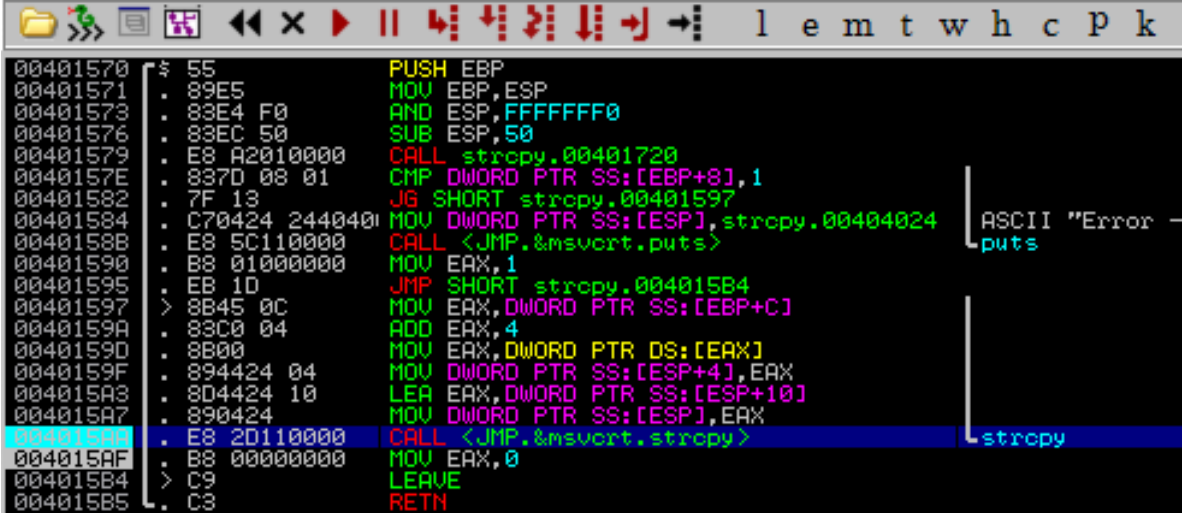 l e m t w h c p k
00401570 $ 55 PUSH EBP
00401571 . 89E5 MOV EBP,ESP
00401573 . 83E4 F0 AND ESP,FFFFFFF0
00401576 . 83EC 50 SUB ESP,50
00401579 . E8 A2010000 CALL strcpy.00401720
0040157E . 837D 08 01 CMP DWORD PTR SS:[EBP+8],1
00401582 . 7F 13 JG SHORT strcpy.00401597
00401584 . C70424 244040 MOV DWORD PTR SS:[ESP],strcpy.00404024 ASCII "Error -
0040158B . E8 5C110000 CALL <JMP.&msvcrt.puts> puts
00401590 . B8 01000000 MOV EAX,1
00401595 . EB 1D JMP SHORT strcpy.004015B4
00401597 > 8B45 0C MOV EAX,DWORD PTR SS:[EBP+C]
0040159A . 83C0 04 ADD EAX,4
0040159D . 8B00 MOV EAX,DWORD PTR DS:[EAX]
0040159F . 894424 04 MOV DWORD PTR SS:[ESP+4],EAX
004015A3 . 8D4424 10 LEA EAX,DWORD PTR SS:[ESP+10]
004015A7 . 890424 MOV DWORD PTR SS:[ESP],EAX
004015AA . E8 2D110000 CALL <JMP.&msvcrt.strcpy> strcpy
004015AF . B8 00000000 MOV EAX,0
004015B4 > C9 LEAVE
004015B5 . C3 RETN